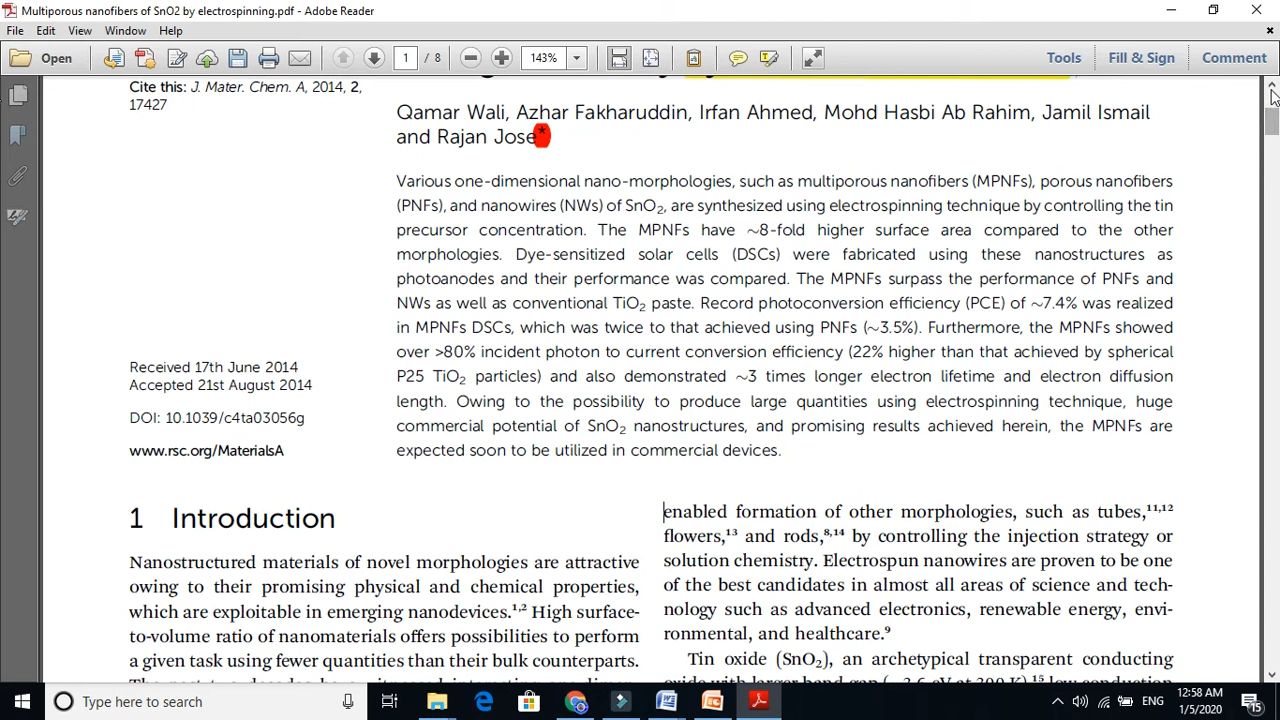 Multiporous nanofibers of SnO2 by electrospinning.pdf - Adobe Reader
File Edit View Window Help
Open 1 / 8 143% Tools Fill & Sign Comment
Cite this: J. Mater. Chem. A, 2014, 2,
17427
Qamar Wali, Azhar Fakharuddin, Irfan Ahmed, Mohd Hasbi Ab Rahim, Jamil Ismail
and Rajan Jose*
Various one-dimensional nano-morphologies, such as multiporous nanofibers (MPNFs), porous nanofibers
(PNFs), and nanowires (NWs) of SnO₂, are synthesized using electrospinning technique by controlling the tin
precursor concentration. The MPNFs have ~8-fold higher surface area compared to the other
morphologies. Dye-sensitized solar cells (DSCs) were fabricated using these nanostructures as
photoanodes and their performance was compared. The MPNFs surpass the performance of PNFs and
NWs as well as conventional TiO₂ paste. Record photoconversion efficiency (PCE) of ~7.4% was realized
in MPNFs DSCs, which was twice to that achieved using PNFs (~3.5%). Furthermore, the MPNFs showed
over >80% incident photon to current conversion efficiency (22% higher than that achieved by spherical
P25 TiO₂ particles) and also demonstrated ~3 times longer electron lifetime and electron diffusion
length. Owing to the possibility to produce large quantities using electrospinning technique, huge
commercial potential of SnO₂ nanostructures, and promising results achieved herein, the MPNFs are
expected soon to be utilized in commercial devices.
Received 17th June 2014
Accepted 21st August 2014
DOI: 10.1039/c4ta03056g
www.rsc.org/MaterialsA
1 Introduction
Nanostructured materials of novel morphologies are attractive
owing to their promising physical and chemical properties,
which are exploitable in emerging nanodevices.¹,² High surface-
to-volume ratio of nanomaterials offers possibilities to perform
a given task using fewer quantities than their bulk counterparts.
enabled formation of other morphologies, such as tubes,¹¹,¹²
flowers,¹³ and rods,⁸,¹⁴ by controlling the injection strategy or
solution chemistry. Electrospun nanowires are proven to be one
of the best candidates in almost all areas of science and tech-
nology such as advanced electronics, renewable energy, envi-
ronmental, and healthcare.⁹
Tin oxide (SnO₂), an archetypical transparent conducting
Type here to search
ENG
12:58 AM
1/5/2020
15